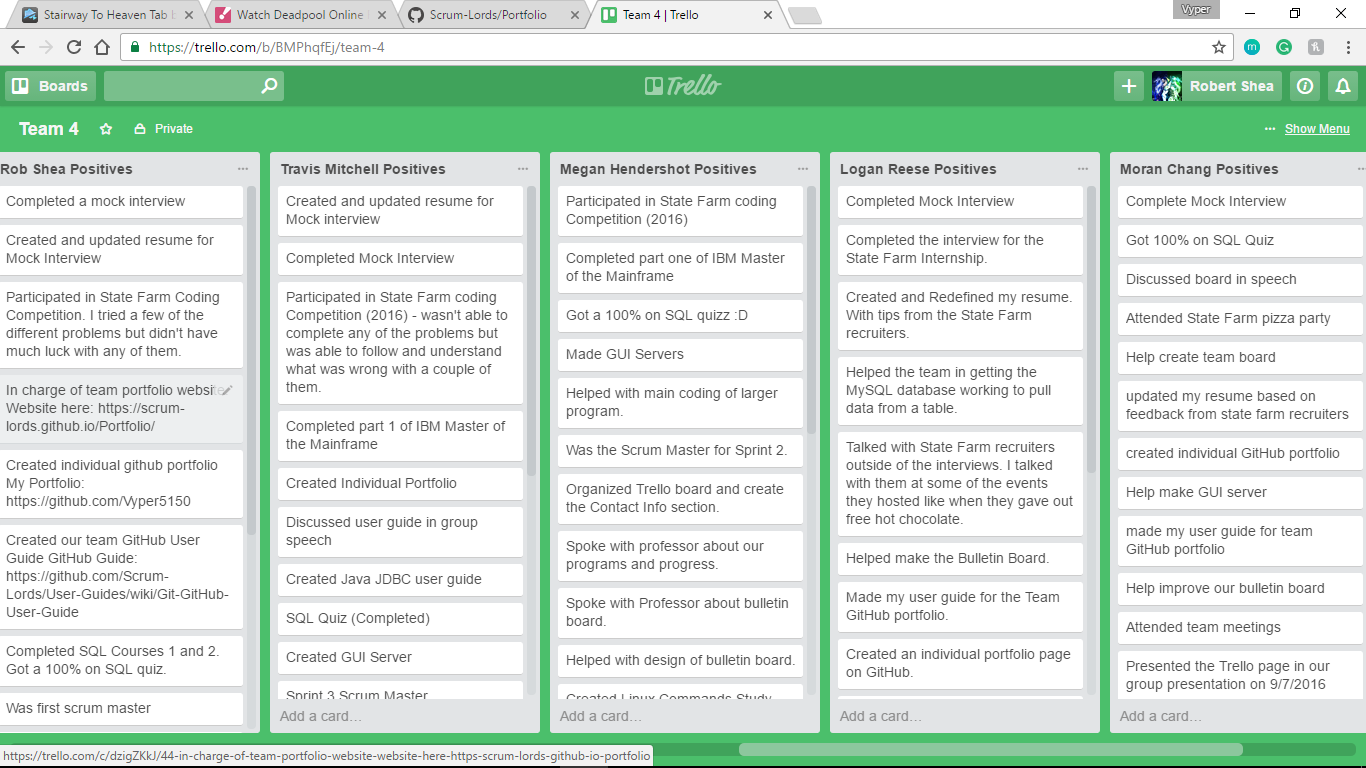 Stairway To Heaven Tab
Watch Deadpool Online
Scrum-Lords/Portfolio
Team 4 | Trello
Vyper
https://trello.com/b/BMPhqfEj/team-4
Boards
Trello
Robert Shea
Team 4
Private
Show Menu
Rob Shea Positives
Completed a mock interview
Created and updated resume for
Mock Interview
Participated in State Farm Coding
Competition. I tried a few of the
different problems but didn't have
much luck with any of them.
In charge of team portfolio website
Website here: https://scrum-
lords.github.io/Portfolio/
Created individual github portfolio
My Portfolio:
https://github.com/Vyper5150
Created our team GitHub User
Guide GitHub Guide:
https://github.com/Scrum-
Lords/User-Guides/wiki/Git-GitHub-
User-Guide
Completed SQL Courses 1 and 2.
Got a 100% on SQL quiz.
Was first scrum master
Travis Mitchell Positives
Created and updated resume for
Mock interview
Completed Mock Interview
Participated in State Farm coding
Competition (2016) - wasn't able to
complete any of the problems but
was able to follow and understand
what was wrong with a couple of
them.
Completed part 1 of IBM Master of
the Mainframe
Created Individual Portfolio
Discussed user guide in group
speech
Created Java JDBC user guide
SQL Quiz (Completed)
Created GUI Server
Sprint 3 Scrum Master
Add a card...
Megan Hendershot Positives
Participated in State Farm coding
Competition (2016)
Completed part one of IBM Master
of the Mainframe
Got a 100% on SQL quizz :D
Made GUI Servers
Helped with main coding of larger
program.
Was the Scrum Master for Sprint 2.
Organized Trello board and create
the Contact Info section.
Spoke with professor about our
programs and progress.
Spoke with Professor about bulletin
board.
Helped with design of bulletin board.
Created Linux Commands Study
Add a card...
Logan Reese Positives
Completed Mock Interview
Completed the interview for the
State Farm Internship.
Created and Redefined my resume.
With tips from the State Farm
recruiters.
Helped the team in getting the
MySQL database working to pull
data from a table.
Talked with State Farm recruiters
outside of the interviews. I talked
with them at some of the events
they hosted like when they gave out
free hot chocolate.
Helped make the Bulletin Board.
Made my user guide for the Team
GitHub portfolio.
Created an individual portfolio page
on GitHub.
Add a card...
Moran Chang Positives
Complete Mock Interview
Got 100% on SQL Quiz
Discussed board in speech
Attended State Farm pizza party
Help create team board
updated my resume based on
feedback from state farm recruiters
created individual GitHub portfolio
Help make GUI server
made my user guide for team
GitHub portfolio
Help improve our bulletin board
Attended team meetings
Presented the Trello page in our
group presentation on 9/7/2016
Add a card...
https://trello.com/c/dzigZKkJ/44-in-charge-of-team-portfolio-website-website-here-https-scrum-lords-github-io-portfolio